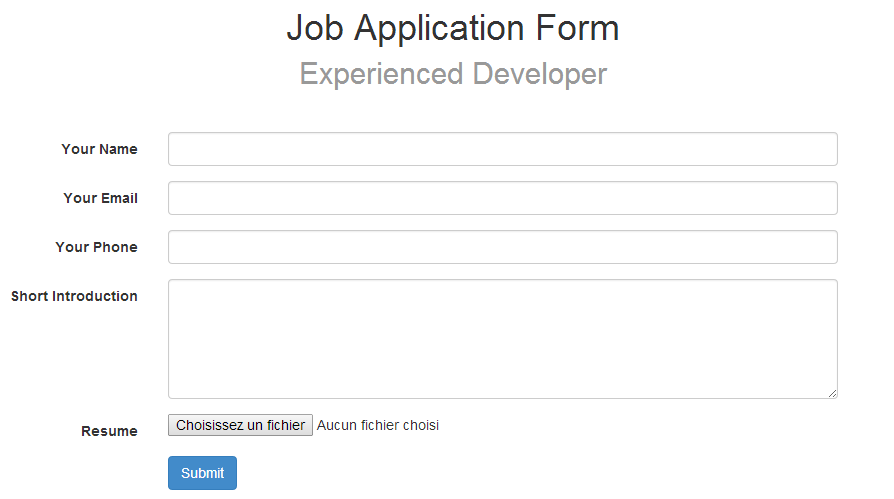 Job Application Form
Experienced Developer
Your Name
Your Email
Your Phone
Short Introduction
Resume Choisissez un fichier Aucun fichier choisi
Submit